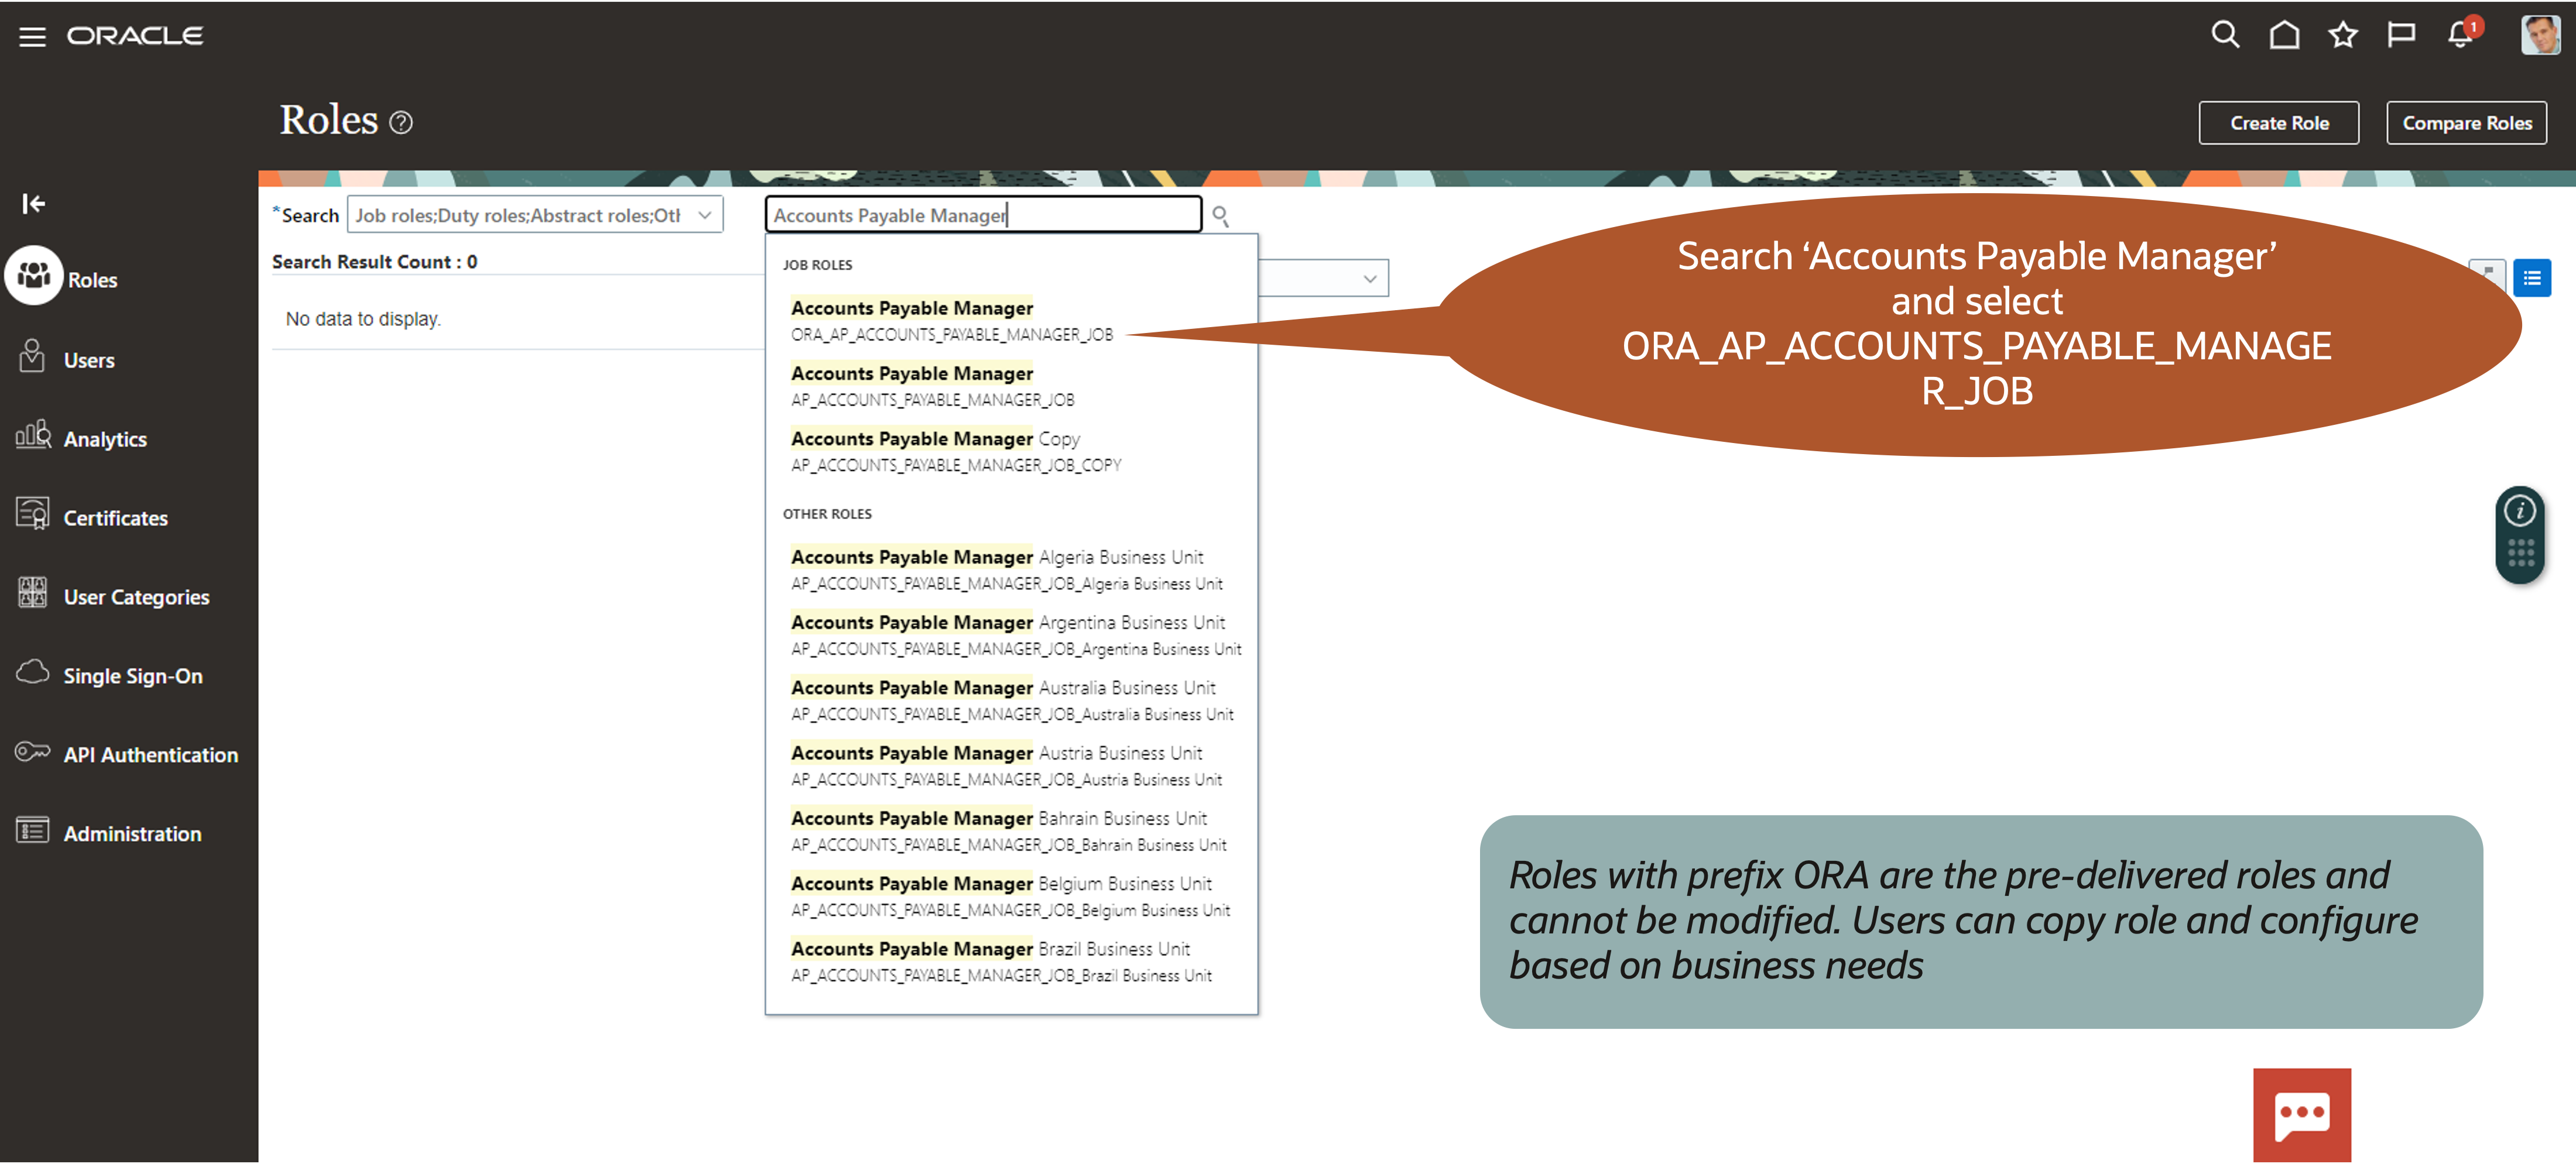 ORACLE
1
Roles ?
Create Role
Compare Roles
*Search
Job roles;Duty roles;Abstract roles;Oth
Accounts Payable Manager
Search Result Count : 0
No data to display.
Roles
Users
Analytics
Certificates
User Categories
Single Sign-On
API Authentication
Administration
JOB ROLES
Accounts Payable Manager
ORA_AP_ACCOUNTS_PAYABLE_MANAGER_JOB
Accounts Payable Manager
AP_ACCOUNTS_PAYABLE_MANAGER_JOB
Accounts Payable Manager Copy
AP_ACCOUNTS_PAYABLE_MANAGER_JOB_COPY
OTHER ROLES
Accounts Payable Manager Algeria Business Unit
AP_ACCOUNTS_PAYABLE_MANAGER_JOB_Algeria Business Unit
Accounts Payable Manager Argentina Business Unit
AP_ACCOUNTS_PAYABLE_MANAGER_JOB_Argentina Business Unit
Accounts Payable Manager Australia Business Unit
AP_ACCOUNTS_PAYABLE_MANAGER_JOB_Australia Business Unit
Accounts Payable Manager Austria Business Unit
AP_ACCOUNTS_PAYABLE_MANAGER_JOB_Austria Business Unit
Accounts Payable Manager Bahrain Business Unit
AP_ACCOUNTS_PAYABLE_MANAGER_JOB_Bahrain Business Unit
Accounts Payable Manager Belgium Business Unit
AP_ACCOUNTS_PAYABLE_MANAGER_JOB_Belgium Business Unit
Accounts Payable Manager Brazil Business Unit
AP_ACCOUNTS_PAYABLE_MANAGER_JOB_Brazil Business Unit
Search ‘Accounts Payable Manager’
and select
ORA_AP_ACCOUNTS_PAYABLE_MANAGE
R_JOB
i
Roles with prefix ORA are the pre-delivered roles and
cannot be modified. Users can copy role and configure
based on business needs